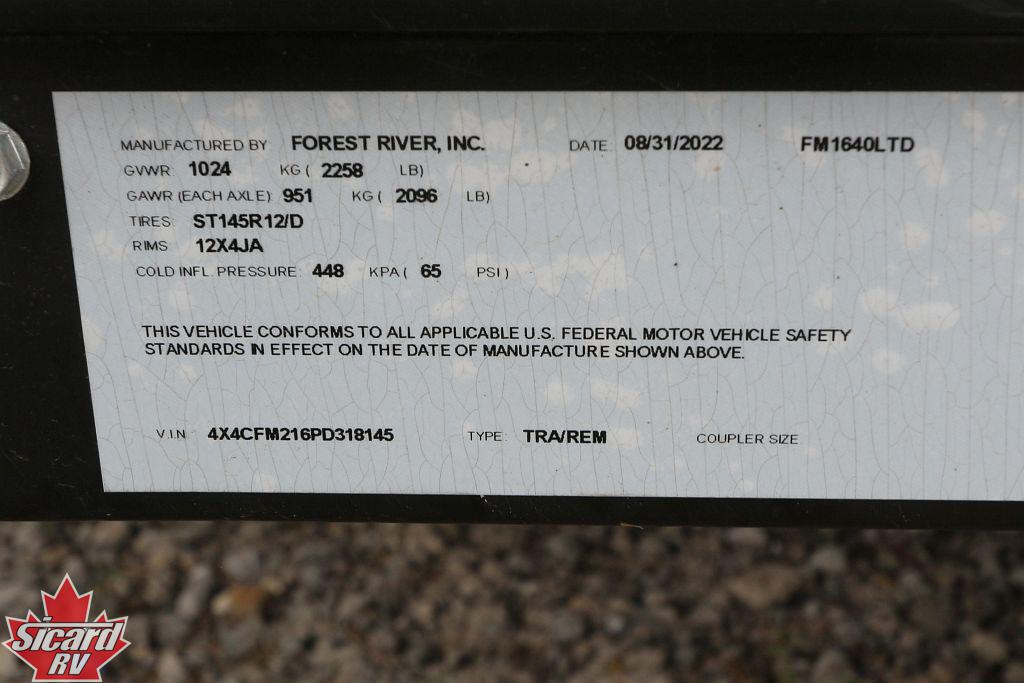 MANUFACTURED BY FOREST RIVER, INC. DATE: 08/31/2022 FM1640LTD
GVWR: 1024 KG ( 2258 LB)
GAWR (EACH AXLE): 951 KG ( 2096 LB)
TIRES: ST145R12/D
RIMS 12X4JA
COLD INFL. PRESSURE: 448 KPA ( 65 PSI )
THIS VEHICLE CONFORMS TO ALL APPLICABLE U.S. FEDERAL MOTOR VEHICLE SAFETY
STANDARDS IN EFFECT ON THE DATE OF MANUFACTURE SHOWN ABOVE.
V.I.N. 4X4CFM216PD318145 TYPE: TRA/REM COUPLER SIZE
Sicard
RV